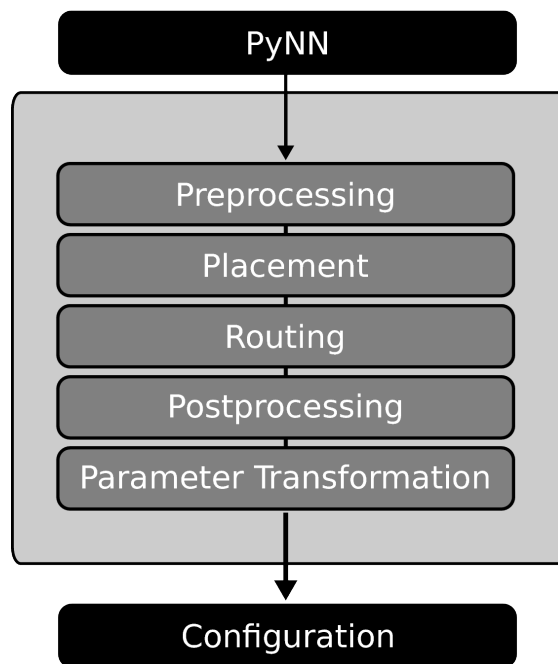 PyNN
Preprocessing
Placement
Routing
Postprocessing
Parameter Transformation
Configuration